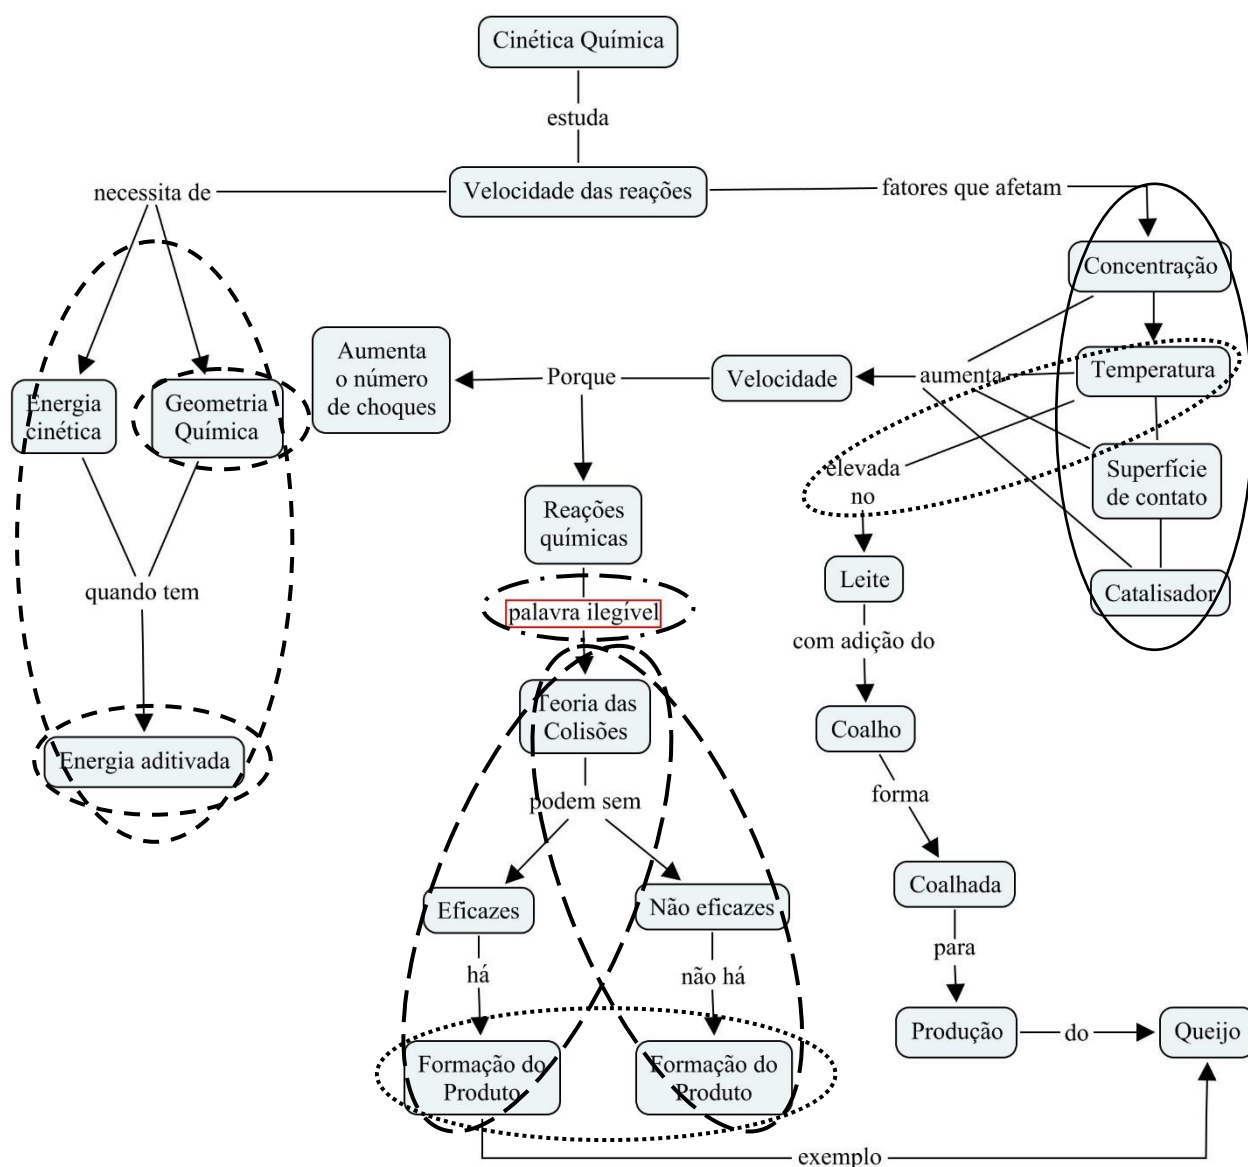 Cinética Química
estuda
Velocidade das reações
necessita de
fatores que afetam
Concentração
Temperatura
Superfície
de contato
Catalisador
aumenta
Velocidade
Porque
Aumenta
o número
de choques
Energia
cinética
Geometria
Química
quando tem
Energia aditivada
Reações
químicas
palavra ilegível
Teoria das
Colisões
podem sem
Eficazes
Não eficazes
há
não há
Formação do
Produto
Formação do
Produto
elevada
no
Leite
com adição do
Coalho
forma
Coalhada
para
Produção
do
Queijo
exemplo